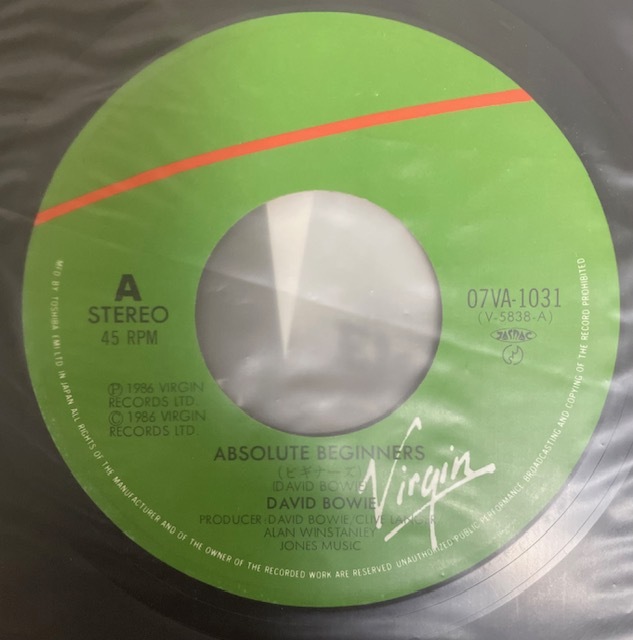 A
STEREO
45 RPM
07VA-1031
(V-5838-A)
JASRAC
Ⓟ 1986 VIRGIN
RECORDS LTD.
© 1986 VIRGIN
RECORDS LTD.
ABSOLUTE BEGINNERS
(ビギナーズ)
(DAVID BOWIE)
DAVID BOWIE
PRODUCER:DAVID BOWIE/CLIVE LANGER
ALAN WINSTANLEY
JONES MUSIC
Virgin
MFD BY TOSHIBA EMI LTD IN JAPAN ALL RIGHTS OF THE MANUFACTURER AND OF THE OWNER OF THE RECORDED WORK ARE RESERVED UNAUTHORIZED PUBLIC PERFORMANCE BROADCASTING AND COPYING OF THE RECORD PROHIBITED